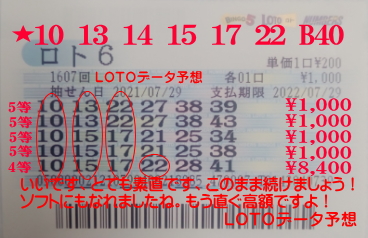 ★10 13 14 15 17 22 B40
ロト6
単価1口¥200
1607回 LOTOデータ予想 各01口 ¥1,000
抽せん日 2021/07/29 支払期限 2022/07/29
5等 10 13 22 27 38 39 ¥1,000
5等 10 15 17 21 25 34 ¥1,000
5等 10 15 17 21 35 38 ¥1,000
5等 10 13 17 27 28 41 ¥1,000
4等 10 15 17 22 28 41 ¥8,400
いいです～とても素直です。このまま続けましょう！
ソフトにもなれましたね。もう直ぐ高額ですよ！
LOTOデータ予想